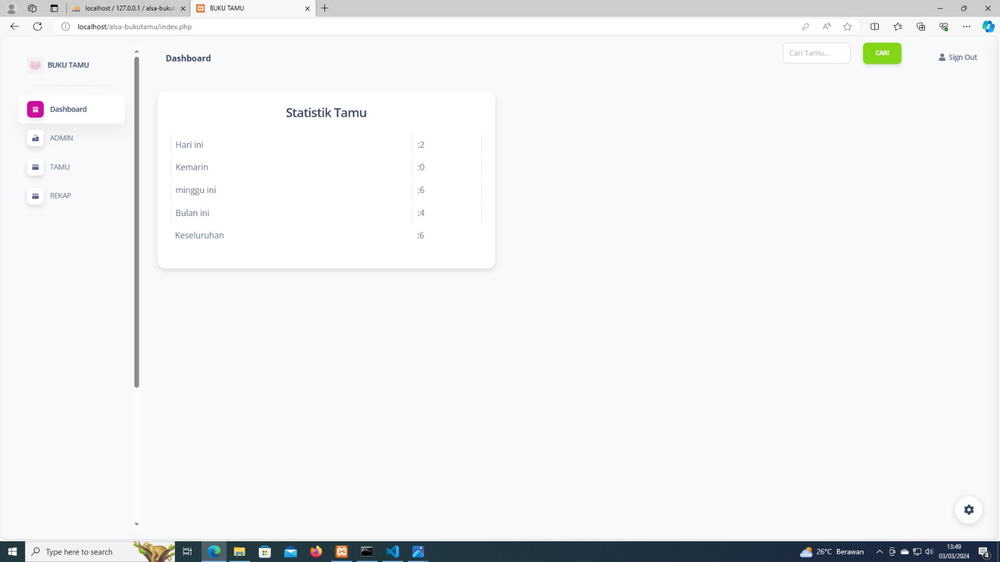 localhost / 127.0.0.1 / alsa-bukut
BUKU TAMU
localhost/alsa-bukutamu/index.php
BUKU TAMU
Dashboard
Cari Tamu...
CARI
Sign Out
Dashboard
ADMIN
TAMU
REKAP
Statistik Tamu
Hari ini :2
Kemarin :0
minggu ini :6
Bulan ini :4
Keseluruhan :6
Type here to search
26°C Berawan
13:49
03/03/2024
4